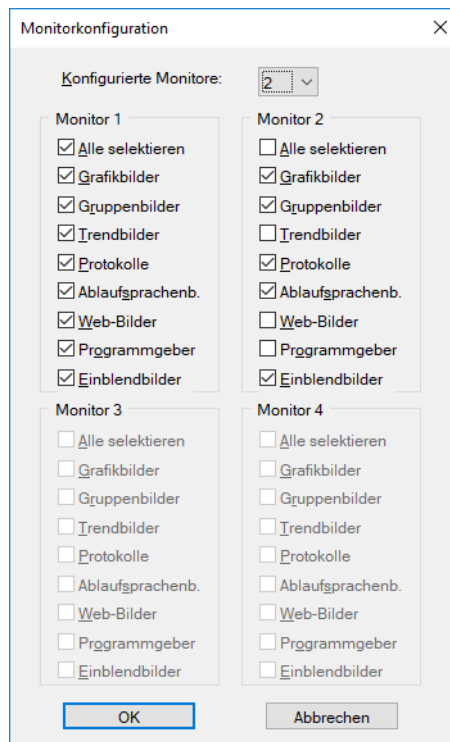 Monitorkonfiguration
Konfigurierte Monitore: 2
Monitor 1
Alle selektieren
Grafikbilder
Gruppenbilder
Trendbilder
Protokolle
Ablaufsprachenb.
Web-Bilder
Programmgeber
Einblendbilder
Monitor 2
Alle selektieren
Grafikbilder
Gruppenbilder
Trendbilder
Protokolle
Ablaufsprachenb.
Web-Bilder
Programmgeber
Einblendbilder
Monitor 3
Alle selektieren
Grafikbilder
Gruppenbilder
Trendbilder
Protokolle
Ablaufsprachenb.
Web-Bilder
Programmgeber
Einblendbilder
Monitor 4
Alle selektieren
Grafikbilder
Gruppenbilder
Trendbilder
Protokolle
Ablaufsprachenb.
Web-Bilder
Programmgeber
Einblendbilder
OK
Abbrechen